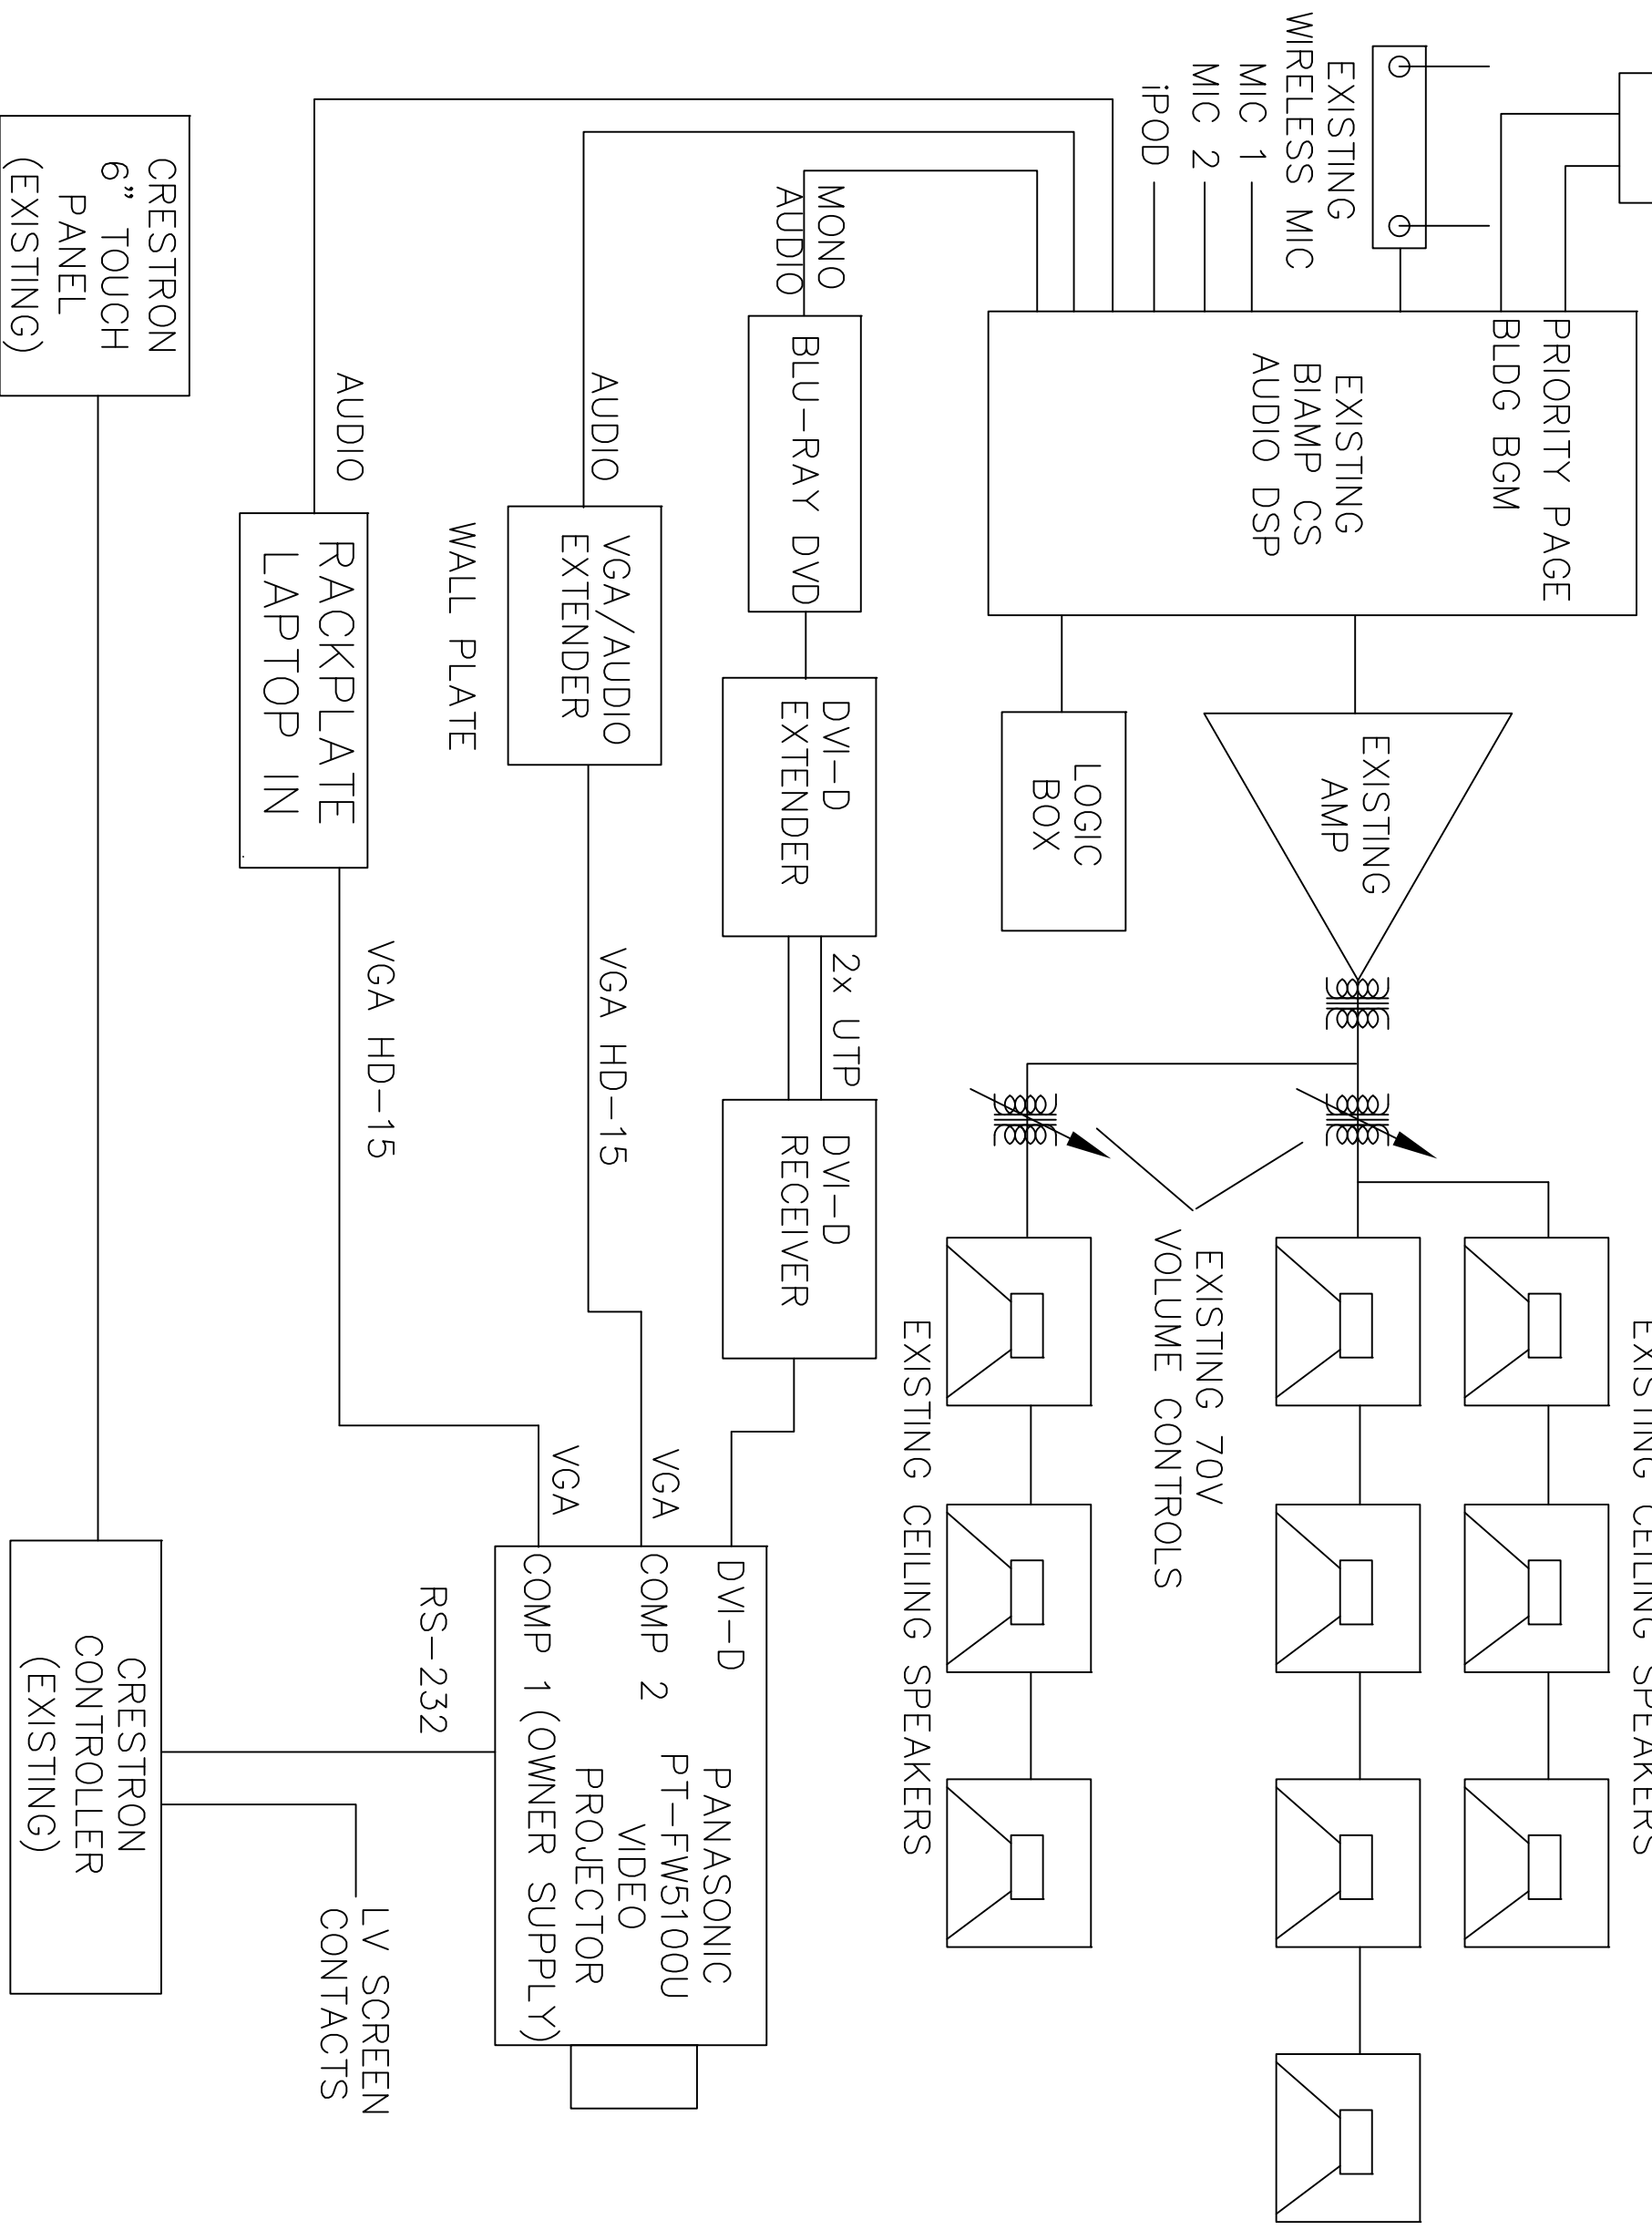 EXISTING CEILING SPEAKERS
PRIORITY PAGE
BLDG BGM
EXISTING
BIAMP CS
AUDIO DSP
EXISTING
WIRELESS MIC
MIC 1
MIC 2
iPOD
EXISTING
AMP
LOGIC
BOX
EXISTING 70V
VOLUME CONTROLS
EXISTING CEILING SPEAKERS
MONO
AUDIO
BLU-RAY DVD
DVI-D
EXTENDER
2x UTP
DVI-D
RECEIVER
AUDIO
VGA/AUDIO
EXTENDER
WALL PLATE
VGA HD-15
VGA
AUDIO
RACKPLATE
LAPTOP IN
VGA HD-15
VGA
DVI-D
COMP 2
COMP 1
PANASONIC
PT-FW5100U
VIDEO
PROJECTOR
(OWNER SUPPLY)
RS-232
LV SCREEN
CONTACTS
CRESTRON
6" TOUCH
PANEL
(EXISTING)
CRESTRON
CONTROLLER
(EXISTING)